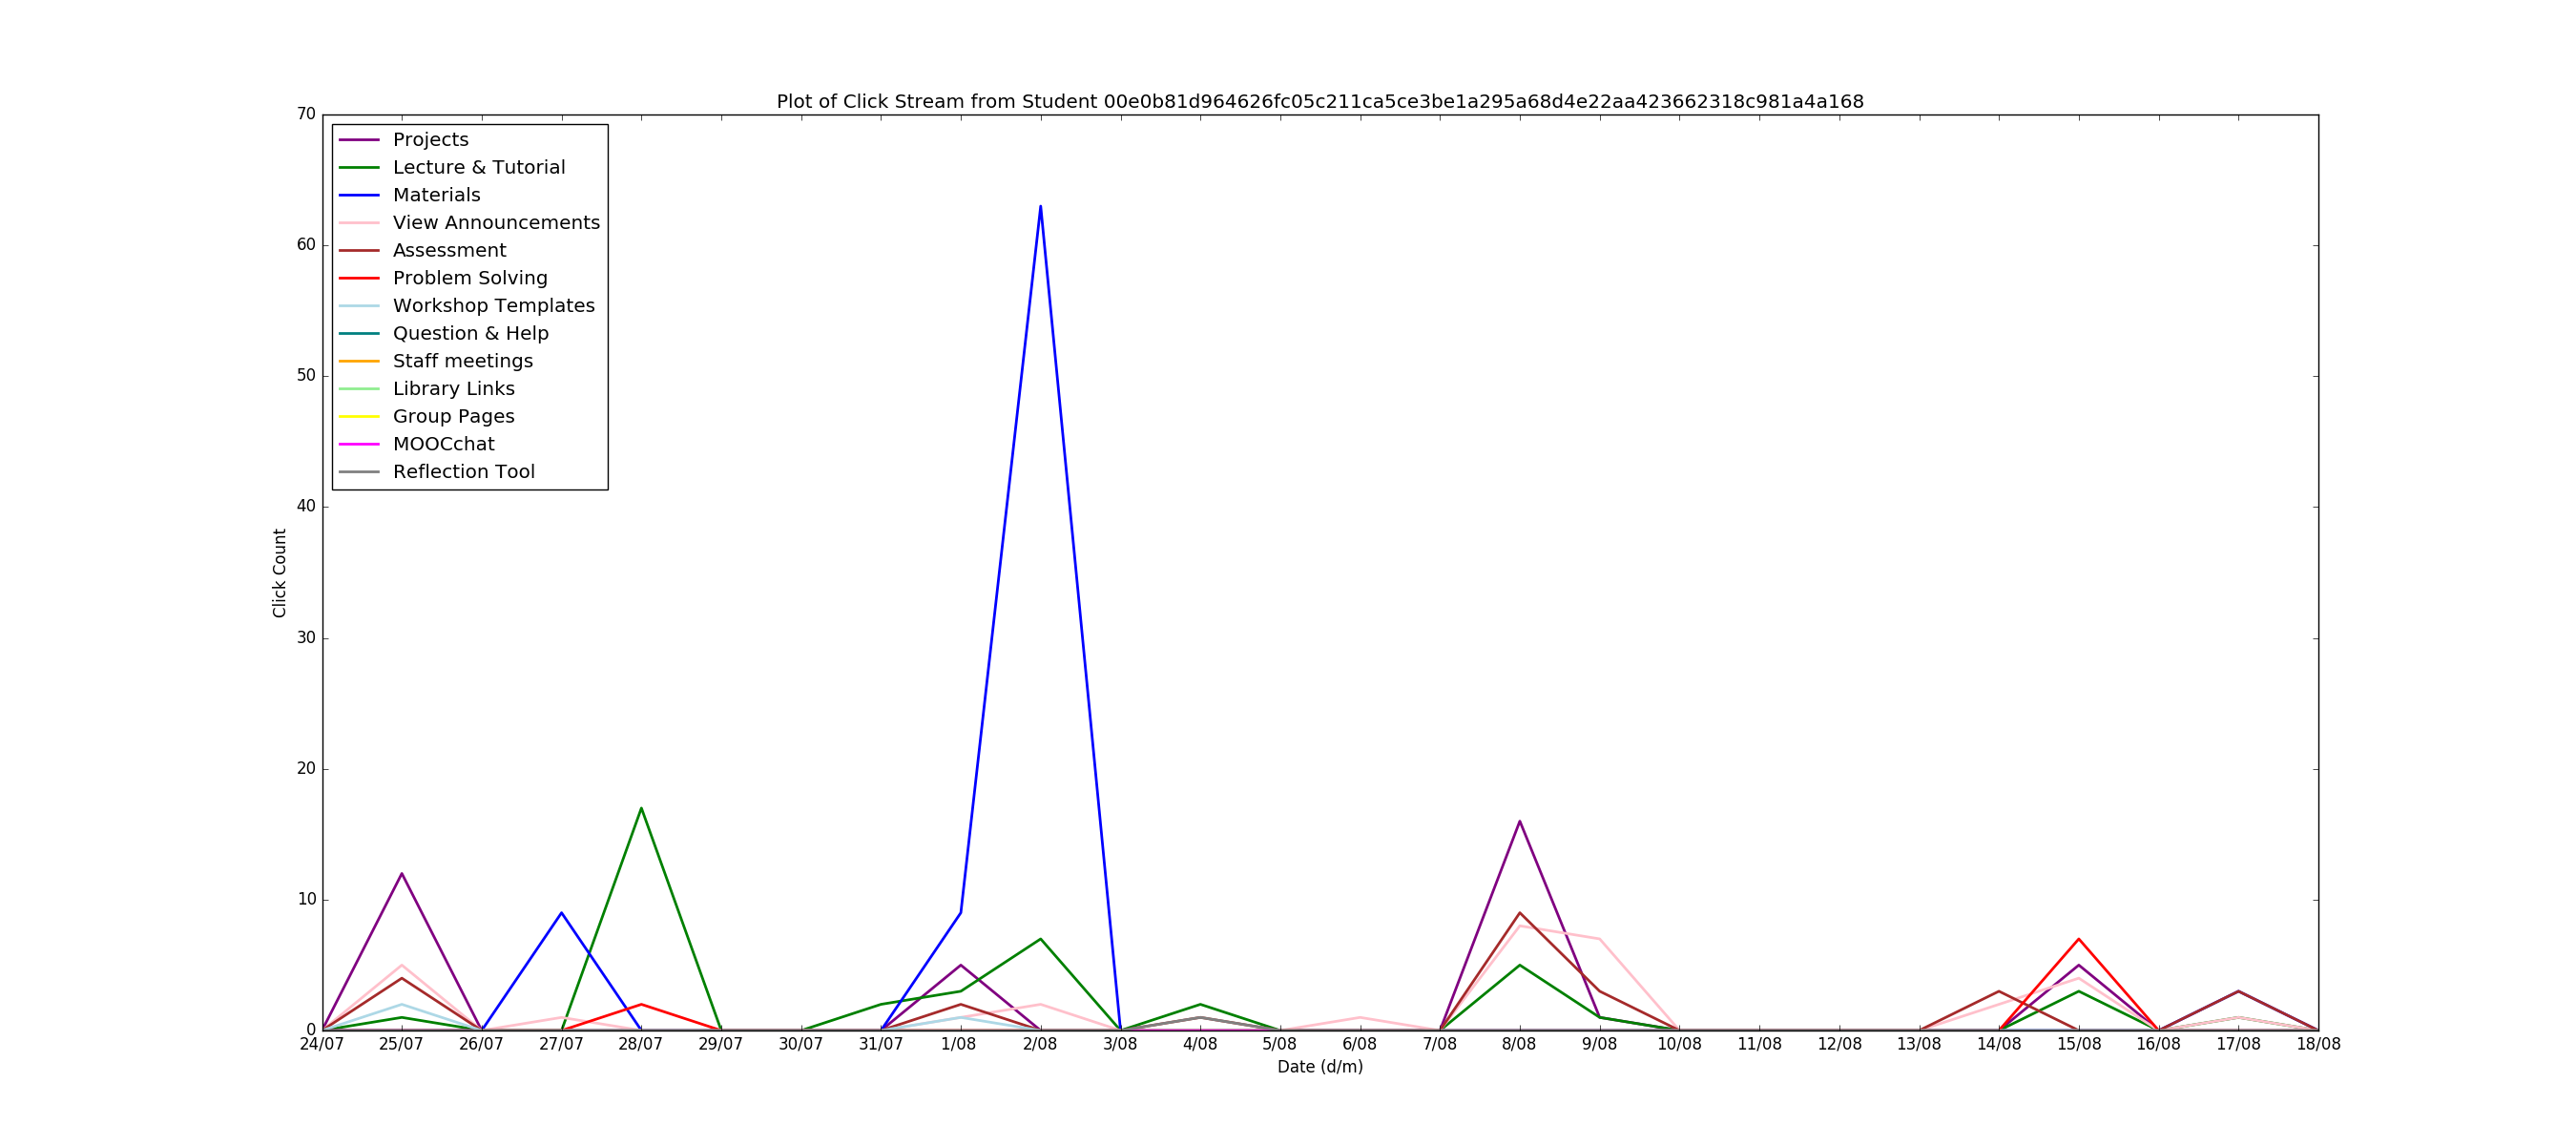 Plot of Click Stream from Student 00e0b81d964626fc05c211ca5ce3be1a295a68d4e22aa423662318c981a4a168
70
60
50
40
30
20
10
0
Click Count
Projects
Lecture & Tutorial
Materials
View Announcements
Assessment
Problem Solving
Workshop Templates
Question & Help
Staff meetings
Library Links
Group Pages
MOOCchat
Reflection Tool
24/07 25/07 26/07 27/07 28/07 29/07 30/07 31/07 1/08 2/08 3/08 4/08 5/08 6/08 7/08 8/08 9/08 10/08 11/08 12/08 13/08 14/08 15/08 16/08 17/08 18/08
Date (d/m)